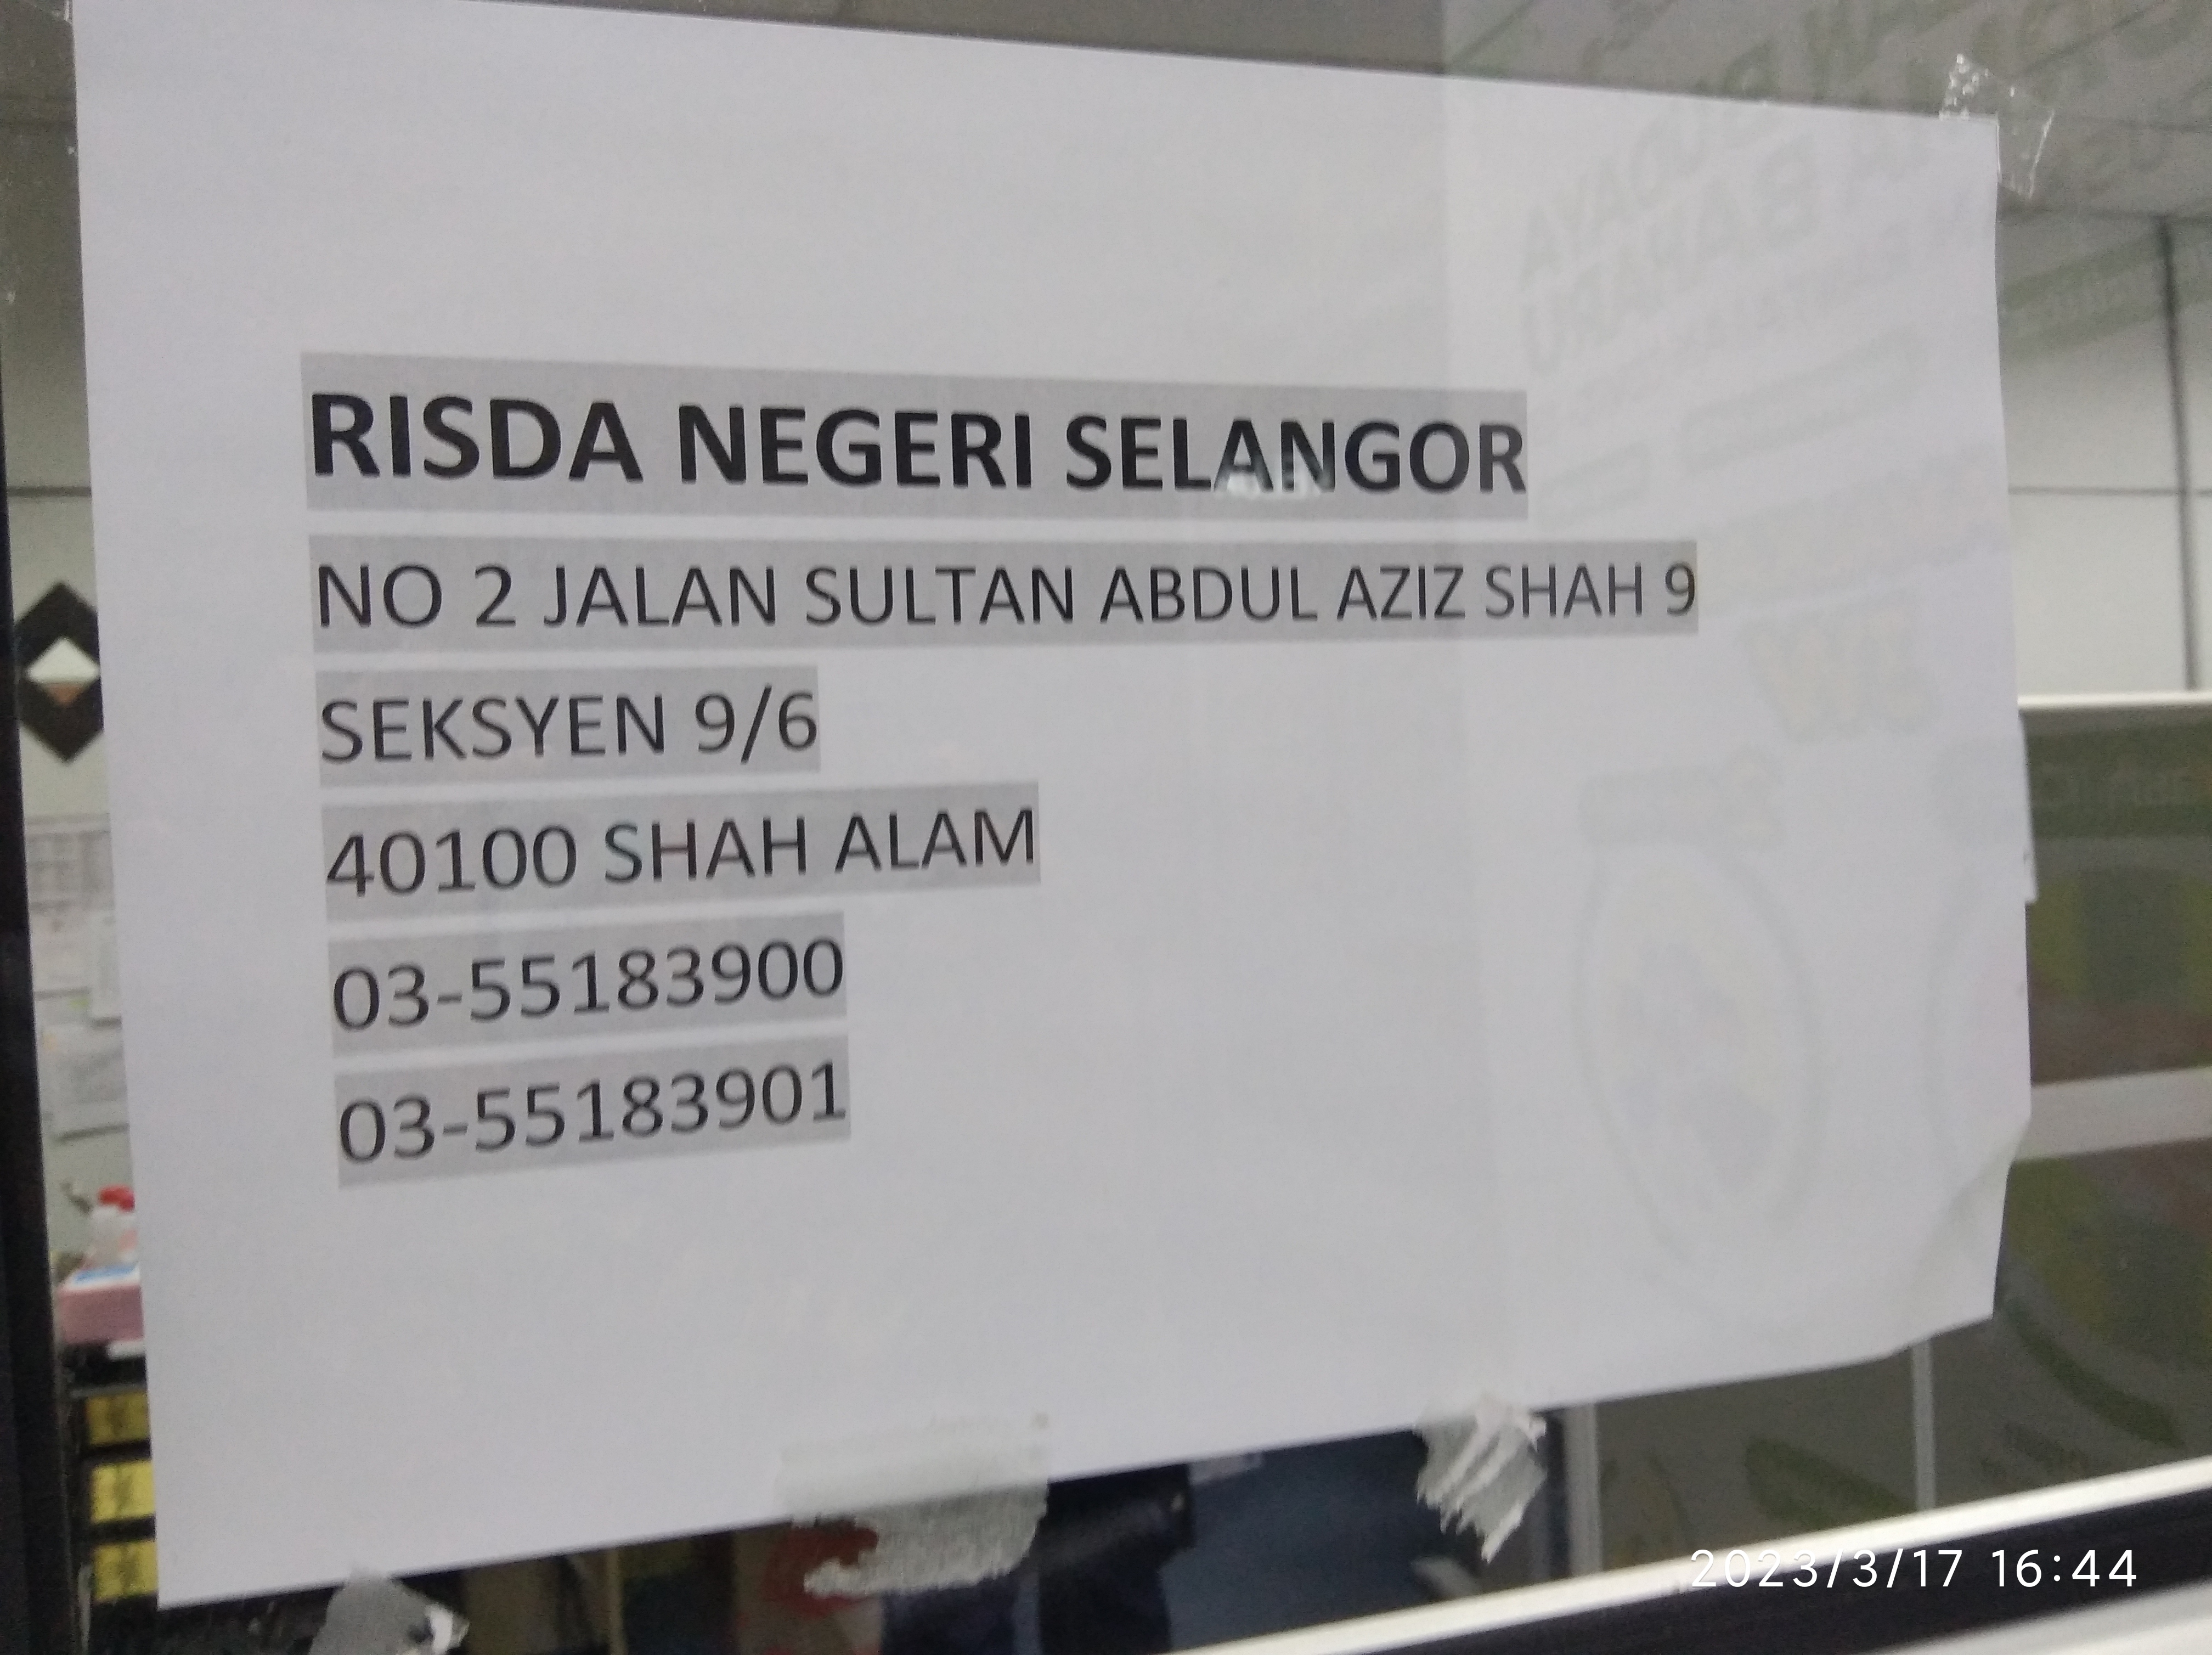 RISDA NEGERI SELANGOR
NO 2 JALAN SULTAN ABDUL AZIZ SHAH 9
SEKSYEN 9/6
40100 SHAH ALAM
03-55183900
03-55183901
2023/3/17 16:44